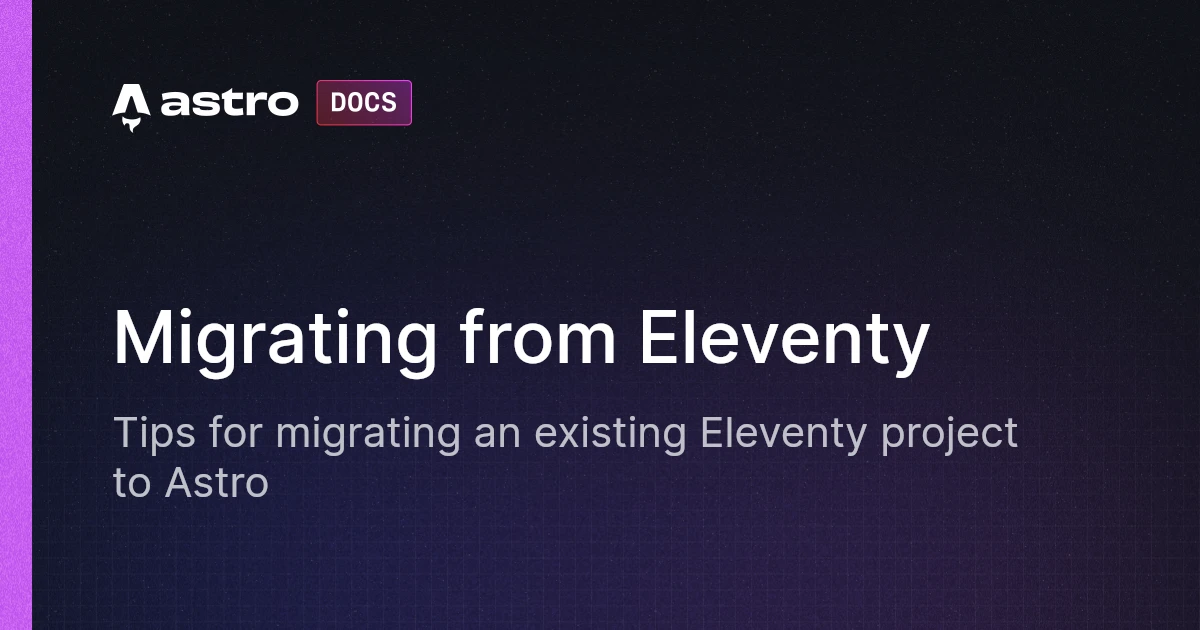 astro DOCS
Migrating from Eleventy
Tips for migrating an existing Eleventy project
to Astro